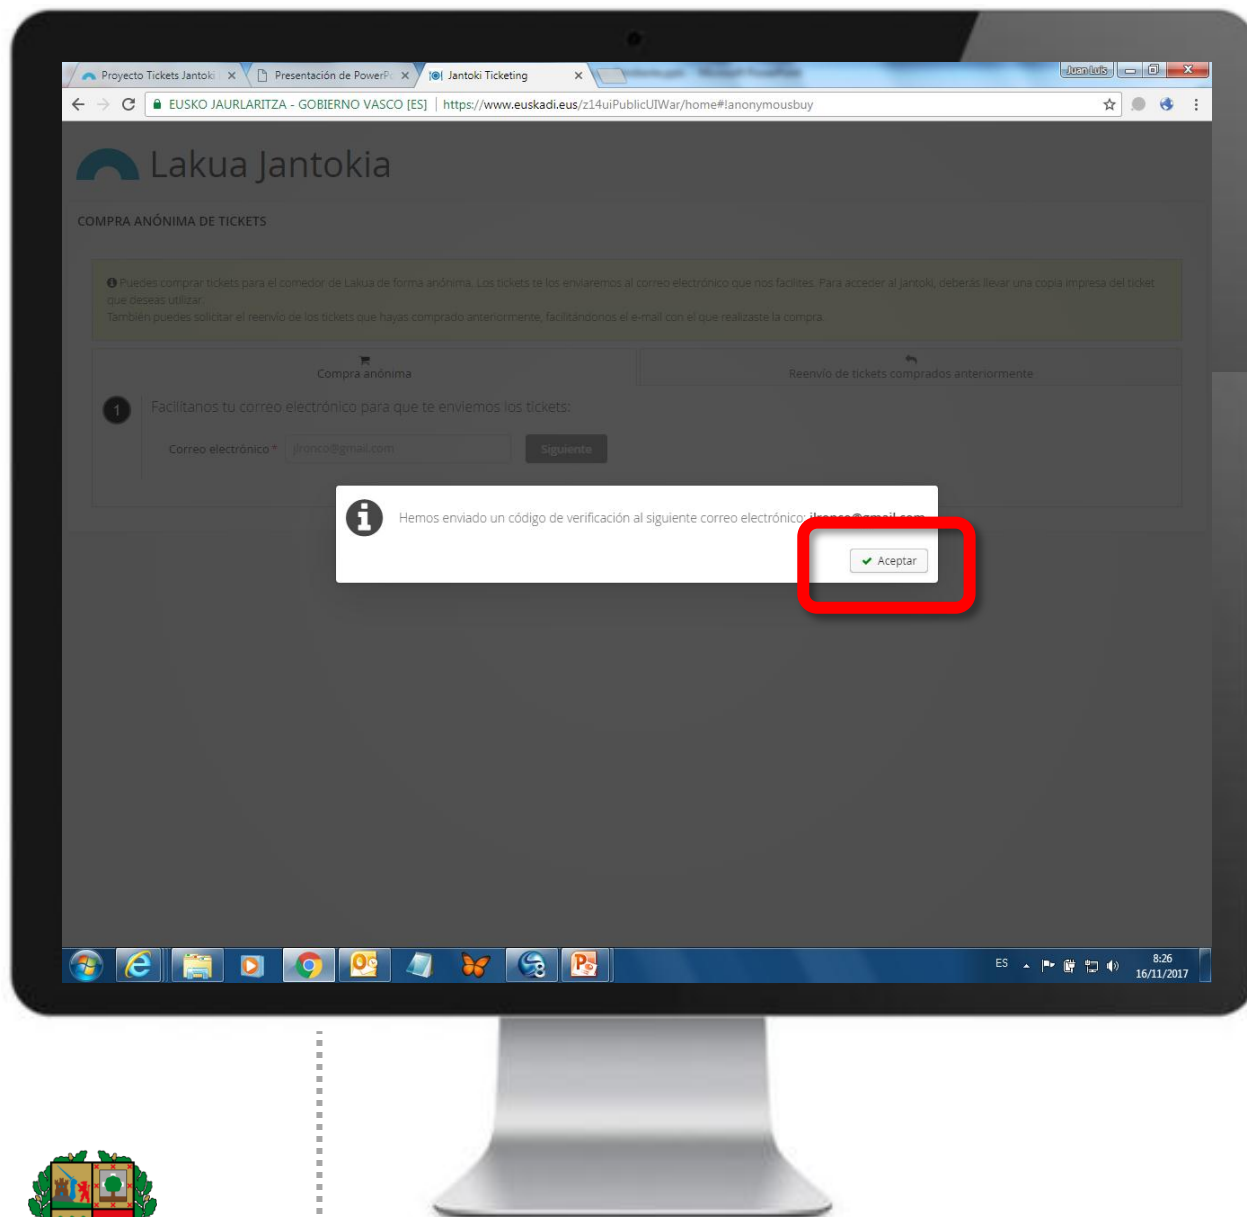 Proyecto Tickets Jantoki
Presentación de PowerP
Jantoki Ticketing
Juan Luis
EUSKO JAURLARITZA - GOBIERNO VASCO [ES]
https://www.euskadi.eus/z14uiPublicUIWar/home#!anonymousbuy
Lakua Jantokia
COMPRA ANÓNIMA DE TICKETS
Puedes comprar tickets para el comedor de Lakua de forma anónima. Los tickets te los enviaremos al correo electrónico que nos facilites. Para acceder al jantoki, deberás llevar una copia impresa del ticket
que deseas utilizar.
También puedes solicitar el reenvío de los tickets que hayas comprado anteriormente, facilitándonos el e-mail con el que realizaste la compra.
Compra anónima
Reenvío de tickets comprados anteriormente
1
Facilítanos tu correo electrónico para que te enviemos los tickets:
Correo electrónico * jlronco@gmail.com
Siguiente
Hemos enviado un código de verificación al siguiente correo electrónico: jlronco@gmail.com
Aceptar
ES
8:26
16/11/2017